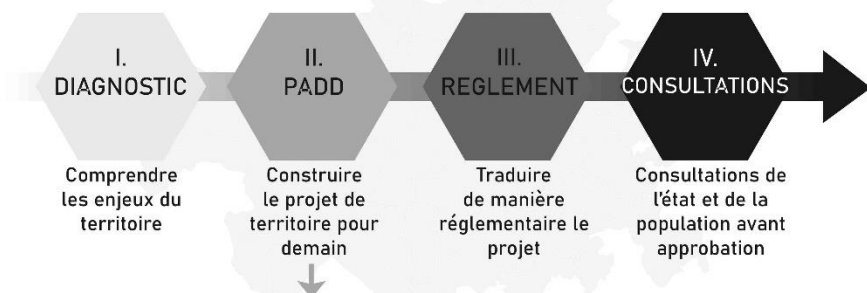 I.
DIAGNOSTIC
II.
PADD
III.
REGLEMENT
IV.
CONSULTATIONS
Comprendre
les enjeux du
territoire
Construire
le projet de
territoire pour
demain
Traduire
de manière
réglementaire le
projet
Consultations de
l'état et de la
population avant
approbation